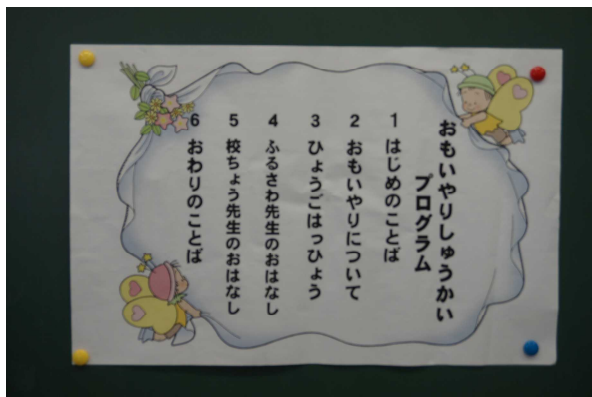 おもいやりしゅうかい
プログラム
1 はじめのことば
2 おもいやりについて
3 ひょうごはっぴょう
4 ふるさわ先生のおはなし
5 校ちょう先生のおはなし
6 おわりのことば